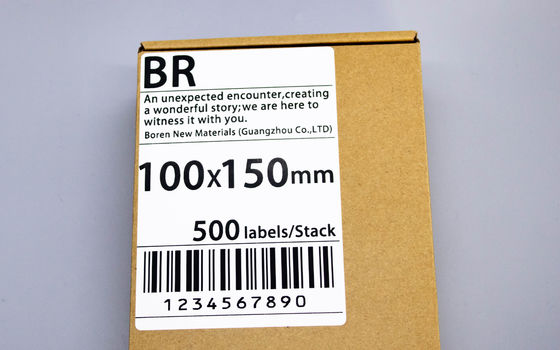 BR
An unexpected encounter,creating
a wonderful story;we are here to
witness it with you.
Boren New Materials (Guangzhou Co.,LTD)
100x150mm
500 labels/Stack
1234567890